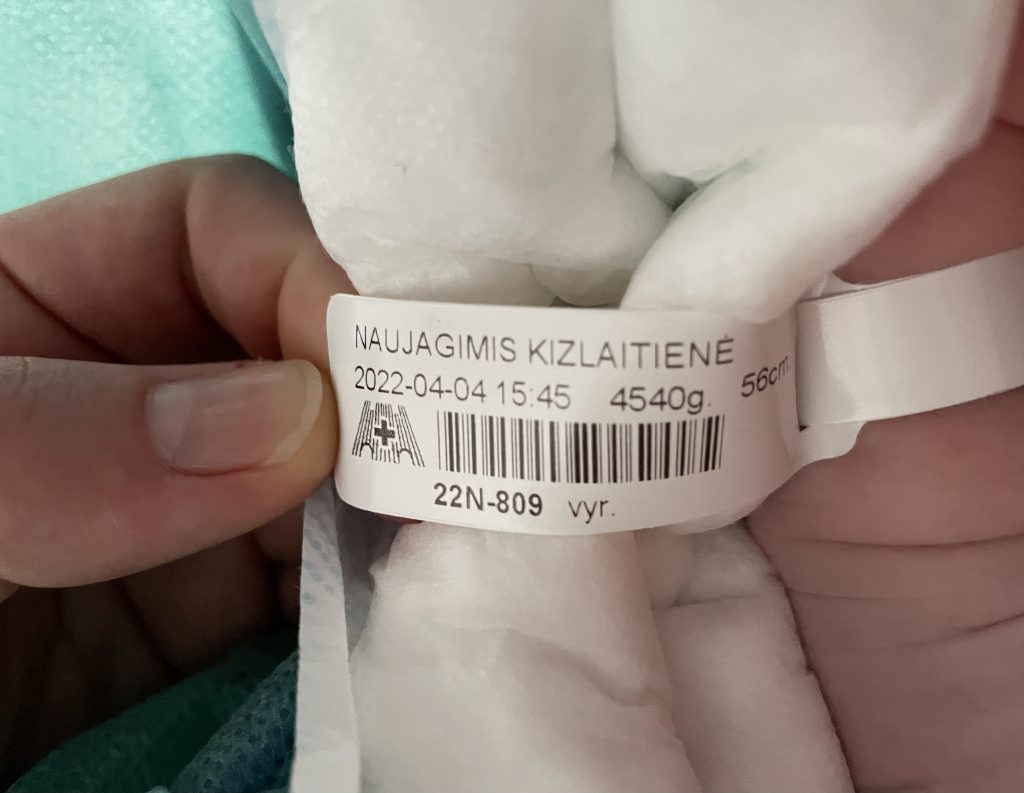 NAUJAGIMIS KIZLAITIENĖ
2022-04-04 15:45 4540g. 56cm.
22N-809 vyr.